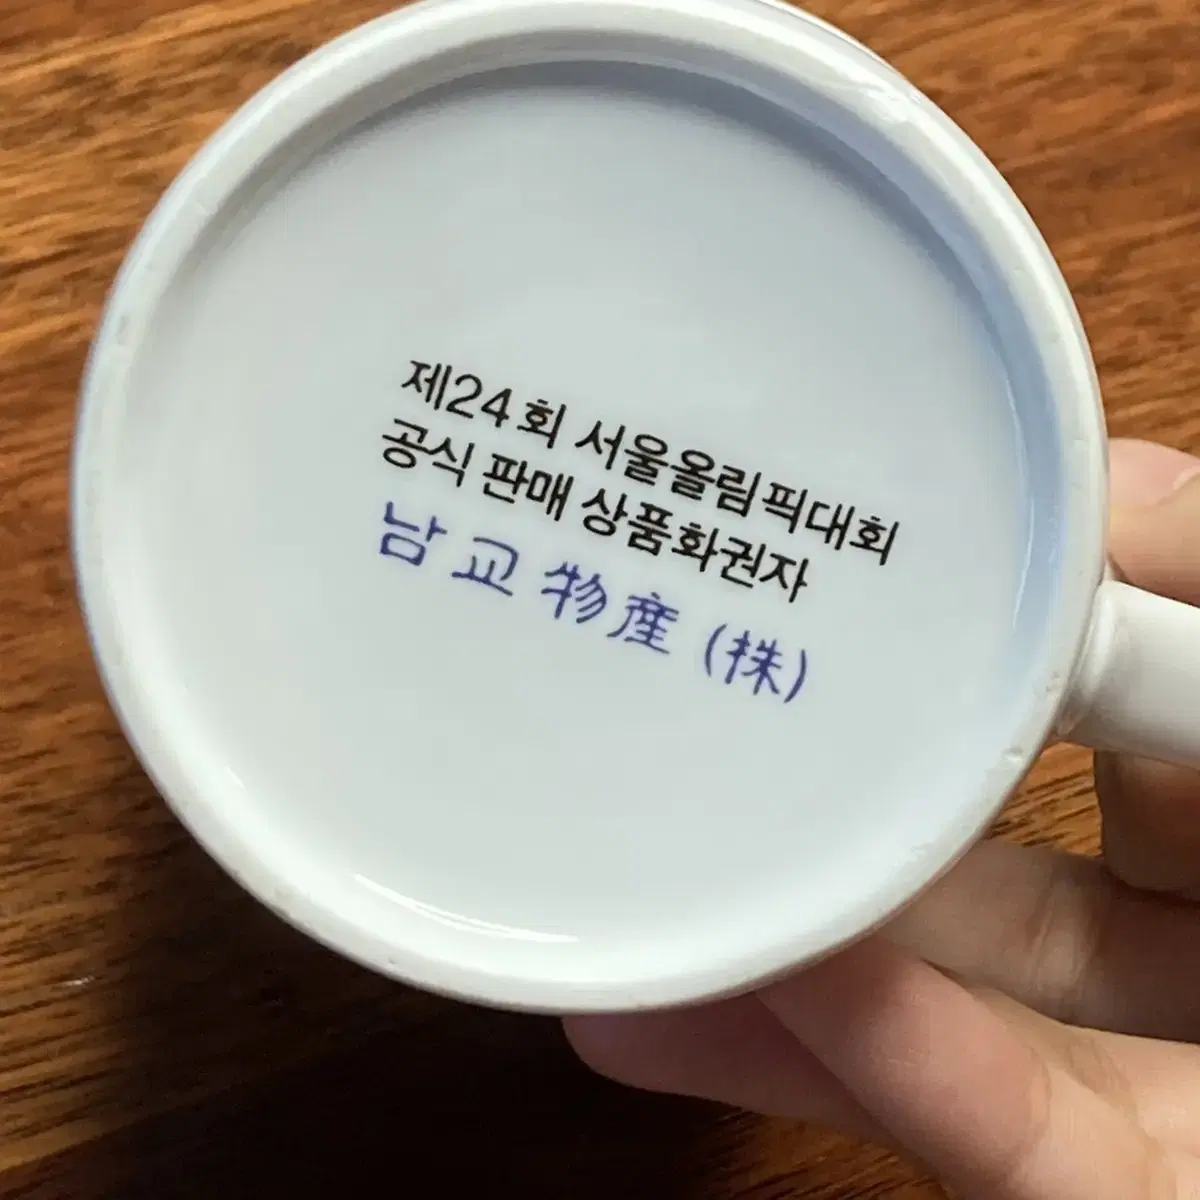 제24회 서울올림픽대회
공식 판매 상품화권자
남교物産 (株)